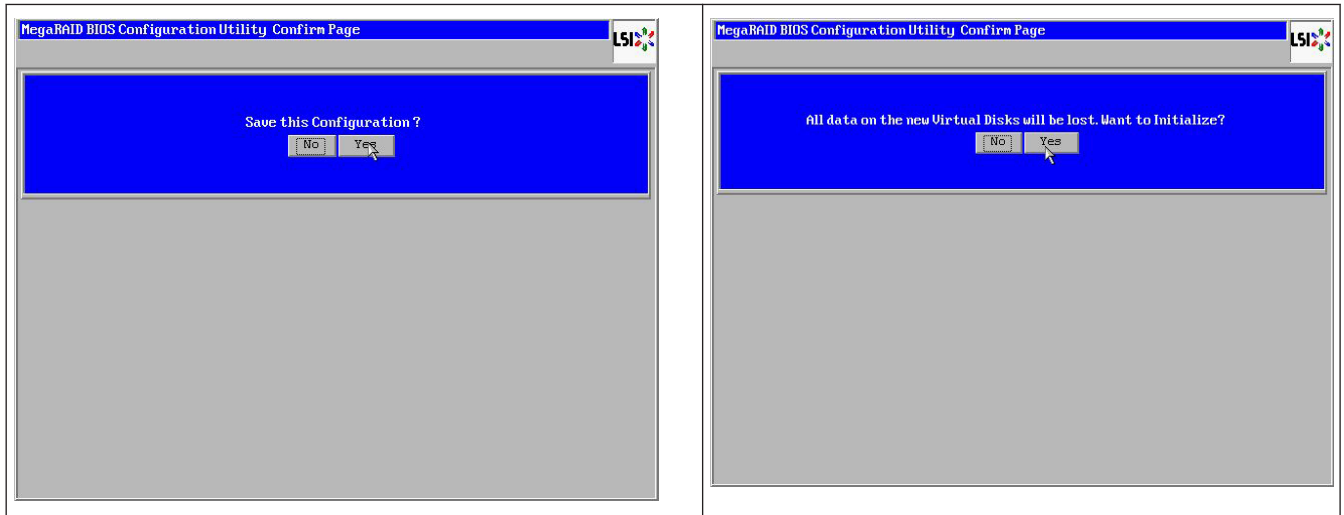 MegaRAID BIOS Configuration Utility Confirm Page
LSI
Save this Configuration ?
No Yes
MegaRAID BIOS Configuration Utility Confirm Page
LSI
All data on the new Virtual Disks will be lost. Want to Initialize?
No Yes